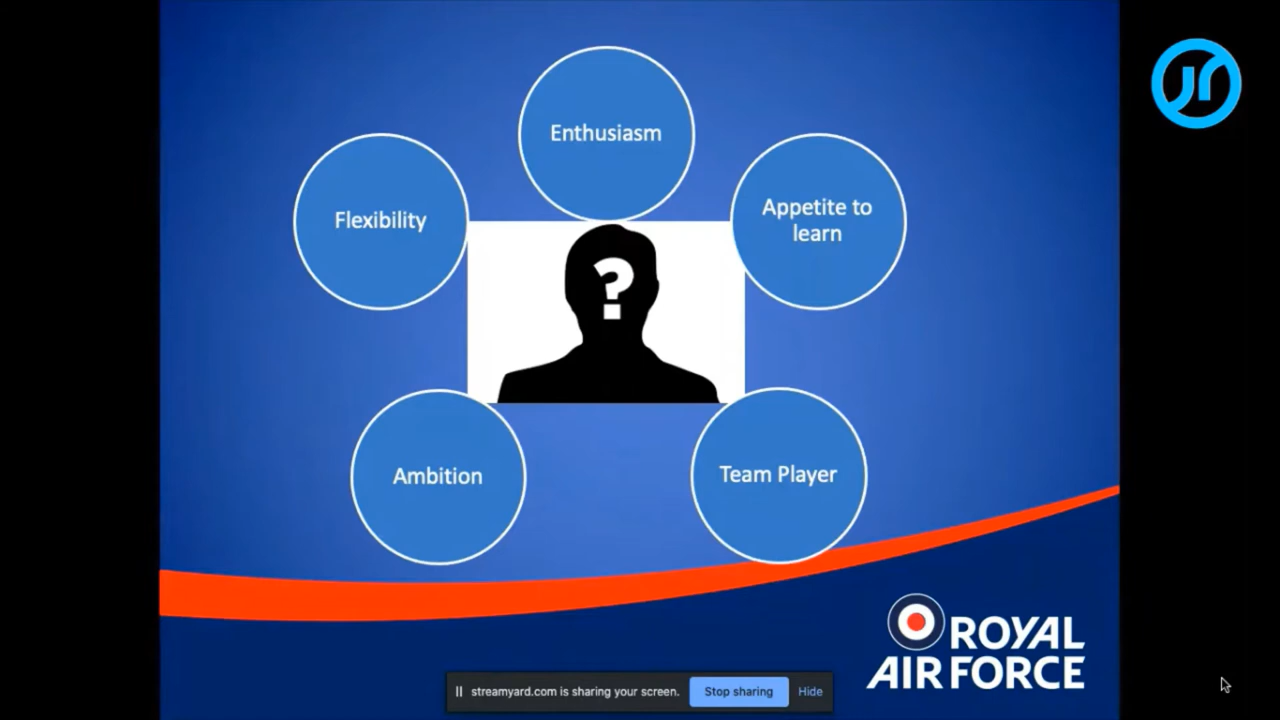 Enthusiasm
Flexibility
Appetite to
learn
?
Ambition
Team Player
ROYAL
AIR FORCE
streamyard.com is sharing your screen.
Stop sharing
Hide